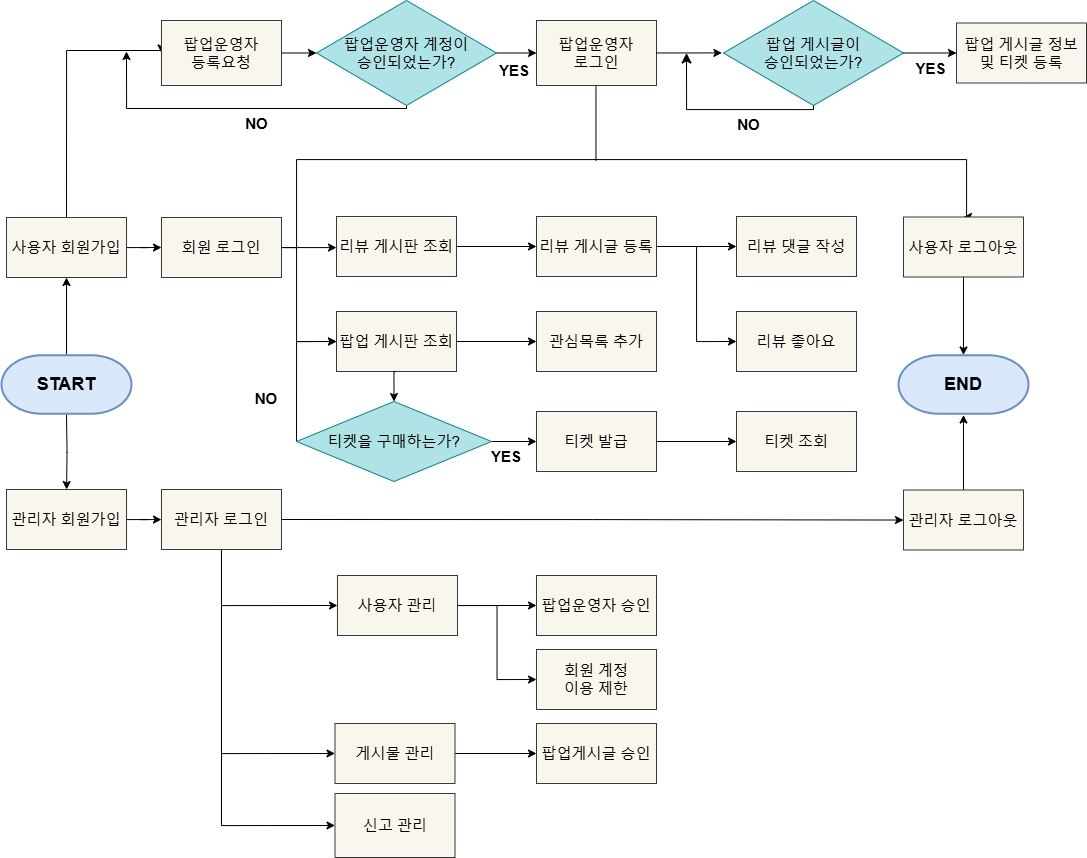 팝업운영자
등록요청
팝업운영자 계정이
승인되었는가?
YES
NO
팝업운영자
로그인
팝업 게시글이
승인되었는가?
YES
NO
팝업 게시글 정보
및 티켓 등록
사용자 회원가입
회원 로그인
리뷰 게시판 조회
리뷰 게시글 등록
리뷰 댓글 작성
사용자 로그아웃
팝업 게시판 조회
관심목록 추가
리뷰 좋아요
START
END
NO
티켓을 구매하는가?
YES
티켓 발급
티켓 조회
관리자 회원가입
관리자 로그인
관리자 로그아웃
사용자 관리
팝업운영자 승인
회원 계정
이용 제한
게시물 관리
팝업게시글 승인
신고 관리